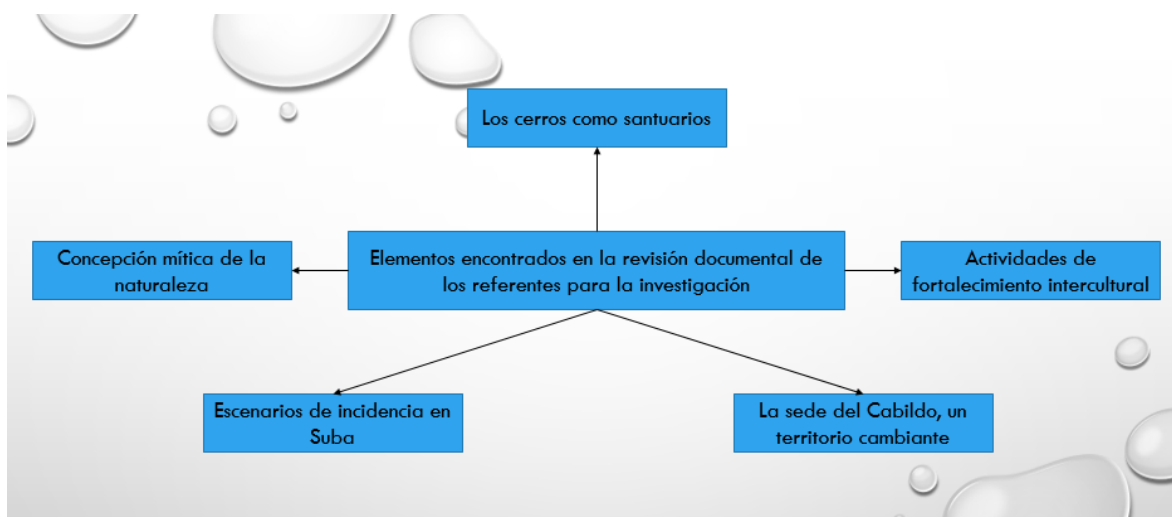 Los cerros como santuarios
Concepción mítica de la
naturaleza
Elementos encontrados en la revisión documental de
los referentes para la investigación
Actividades de
fortalecimiento intercultural
Escenarios de incidencia en
Suba
La sede del Cabildo, un
territorio cambiante